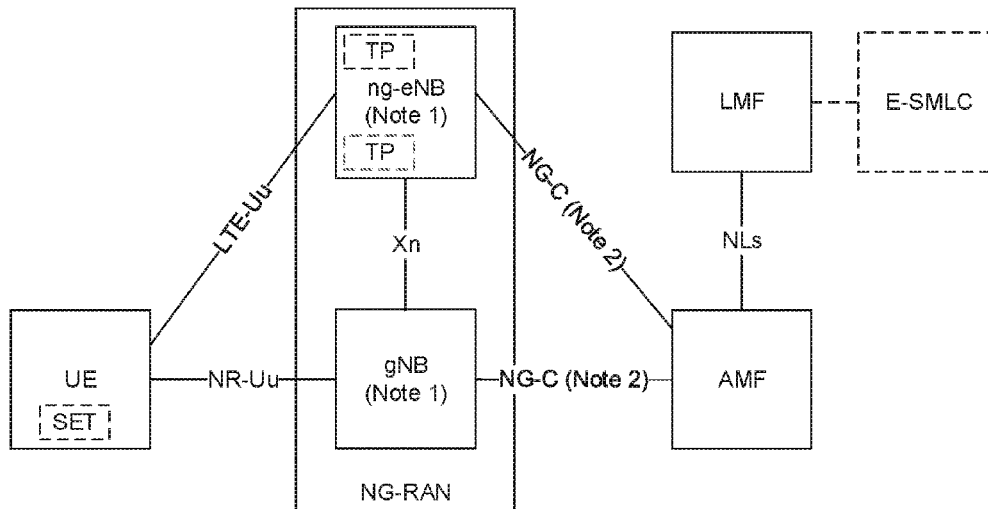 TP
ng-eNB
(Note 1)
TP
LMF
E-SMLC
LTE-Uu
NG-C (Note 2)
Xn
NLs
UE
SET
NR-Uu
gNB
(Note 1)
NG-C (Note 2)
AMF
NG-RAN